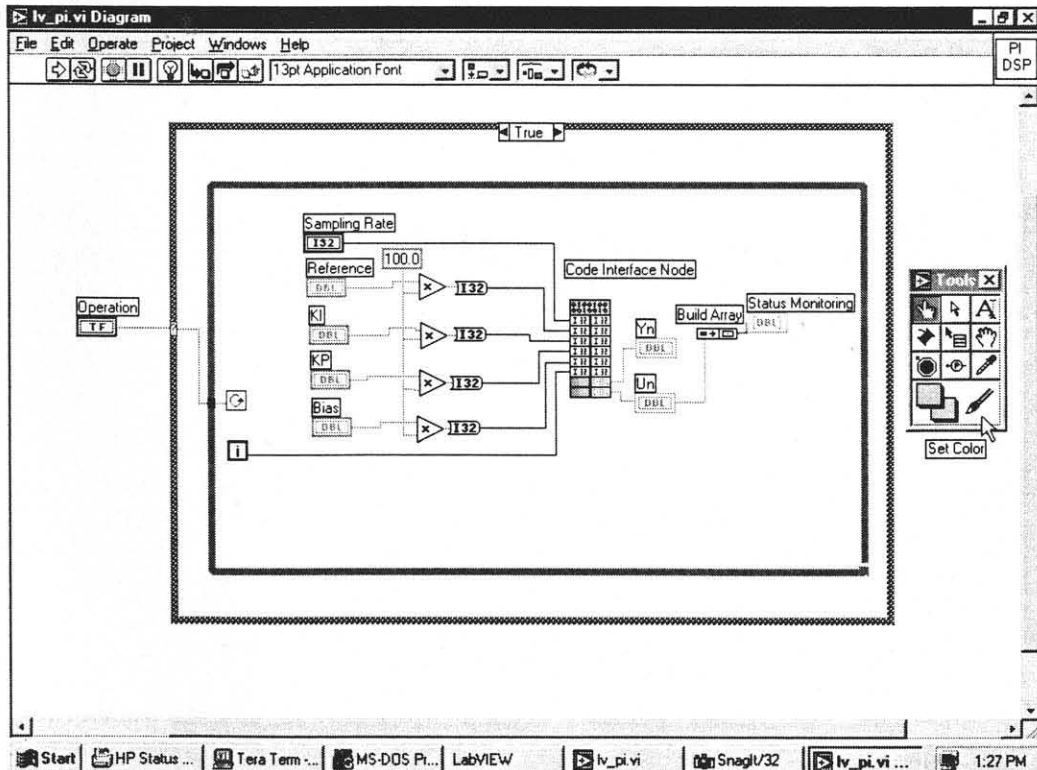 lv_pi.vi Diagram
File Edit Operate Project Windows Help
13pt Application Font
PI
DSP
True
Sampling Rate
I32
100.0
Reference
DBL
I32
Code Interface Node
Operation
TF
KI
DBL
I32
KP
DBL
I32
Bias
DBL
I32
i
Yn
DBL
Un
DBL
Build Array
Status Monitoring
DBL
Tools
A
P
Set Color
Start
HP Status ...
Tera Term -...
MS-DOS Pr...
LabVIEW
lv_pi.vi
SnagIt/32
lv_pi.vi ...
1:27 PM